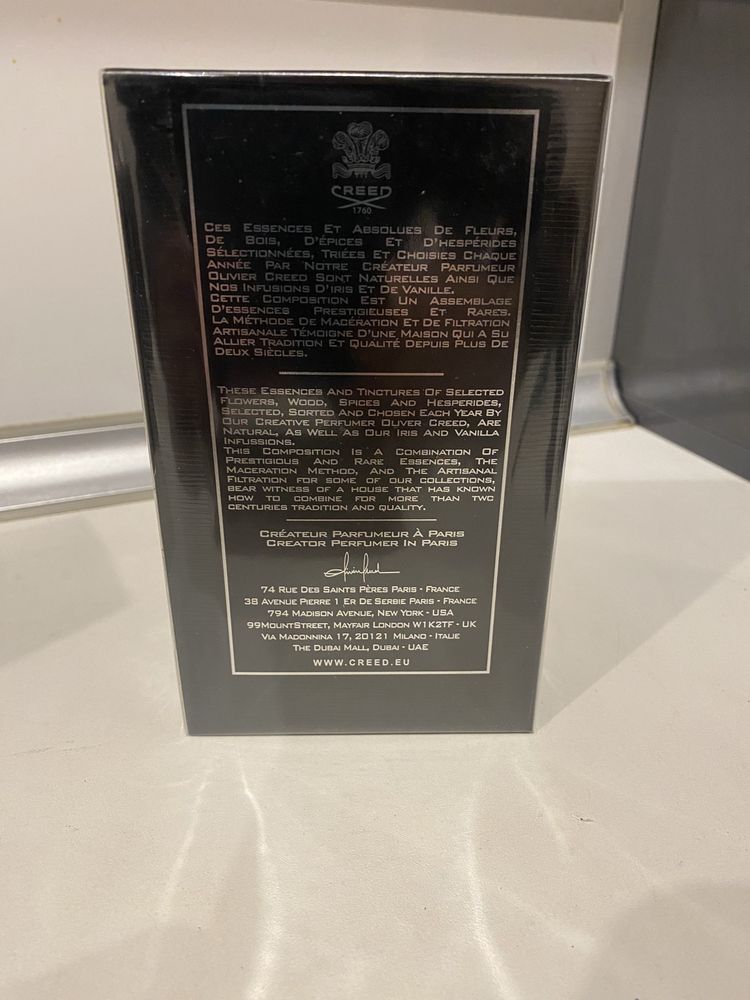 CREED
1760
CES ESSENCES ET ABSOLUES DE FLEURS,
DE BOIS, D'ÉPICES ET D'HESPÉRIDES
SÉLECTIONNÉES, TRIÉES ET CHOISIES CHAQUE
ANNÉE PAR NOTRE CRÉATEUR PARFUMEUR
OLIVIER CREED SONT NATURELLES AINSI QUE
NOS INFUSIONS D'IRIS ET DE VANILLE.
CETTE COMPOSITION EST UN ASSEMBLAGE
D'ESSENCES PRESTIGIEUSES ET RARES.
LA MÉTHODE DE MACÉRATION ET DE FILTRATION
ARTISANALE TÉMOIGNE D'UNE MAISON QUI A SU
ALLIER TRADITION ET QUALITÉ DEPUIS PLUS DE
DEUX SIÈCLES.
THESE ESSENCES AND TINCTURES OF SELECTED
FLOWERS, WOOD, SPICES AND HESPERIDES,
SELECTED, SORTED AND CHOSEN EACH YEAR BY
OUR CREATIVE PERFUMER OLIVER CREED, ARE
NATURAL, AS WELL AS OUR IRIS AND VANILLA
INFUSSIONS.
THIS COMPOSITION IS A COMBINATION OF
PRESTIGIOUS AND RARE ESSENCES, THE
MACERATION METHOD, AND THE ARTISANAL
FILTRATION FOR SOME OF OUR COLLECTIONS,
BEAR WITNESS OF A HOUSE THAT HAS KNOWN
HOW TO COMBINE FOR MORE THAN TWO
CENTURIES TRADITION AND QUALITY.
CRÉATEUR PARFUMEUR À PARIS
CREATOR PERFUMER IN PARIS
74 RUE DES SAINTS PÈRES PARIS - FRANCE
38 AVENUE PIERRE 1 ER DE SERBIE PARIS - FRANCE
794 MADISON AVENUE, NEW YORK - USA
99MOUNTSTREET, MAYFAIR LONDON W1K2TF - UK
VIA MADONNINA 17, 20121 MILANO - ITALIE
THE DUBAI MALL, DUBAI - UAE
WWW.CREED.EU